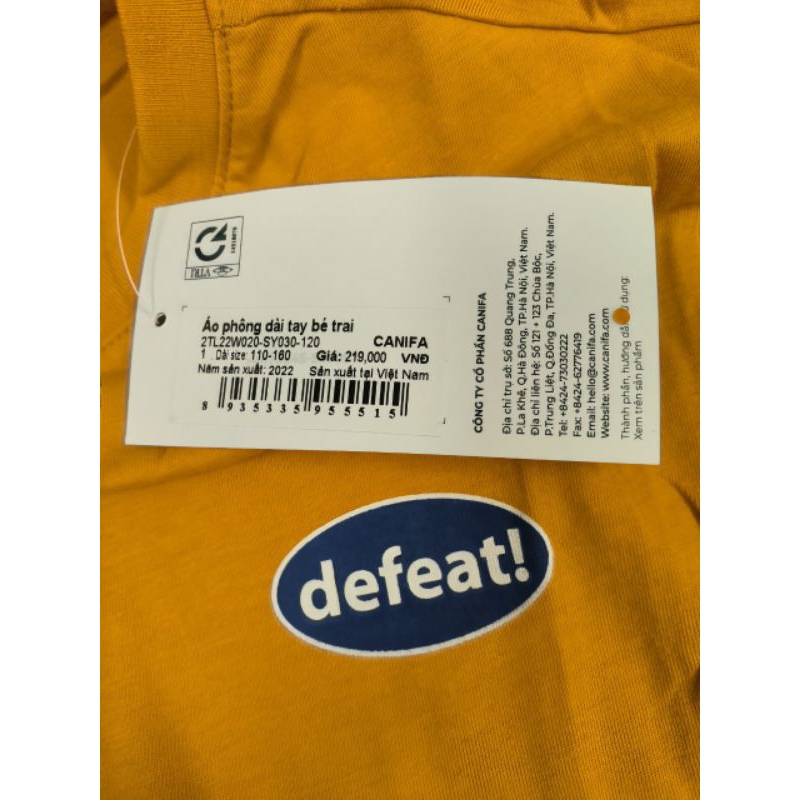 VITRI
Áo phông dài tay bé trai
2TL22W020-SY030-120 CANIFA
1 . Dải size: 110-160 Giá: 219,000 VNĐ
Năm sản xuất: 2022 Sản xuất tại Việt Nam
8 935335 955515
CÔNG TY CỔ PHẦN CANIFA
Địa chỉ trụ sở: Số 688 Quang Trung,
P.La Khê, Q.Hà Đông, TP.Hà Nội, Việt Nam.
Địa chỉ liên hệ: Số 121 + 123 Chùa Bộc,
P.Trung Liệt, Q.Đống Đa, TP.Hà Nội, Việt Nam.
Tel: +8424-73030222
Fax: +8424-62776419
Email: hello@canifa.com
Website: www.canifa.com
Thành phần, hướng dẫn dụng:
Xem trên sản phẩm
defeat!